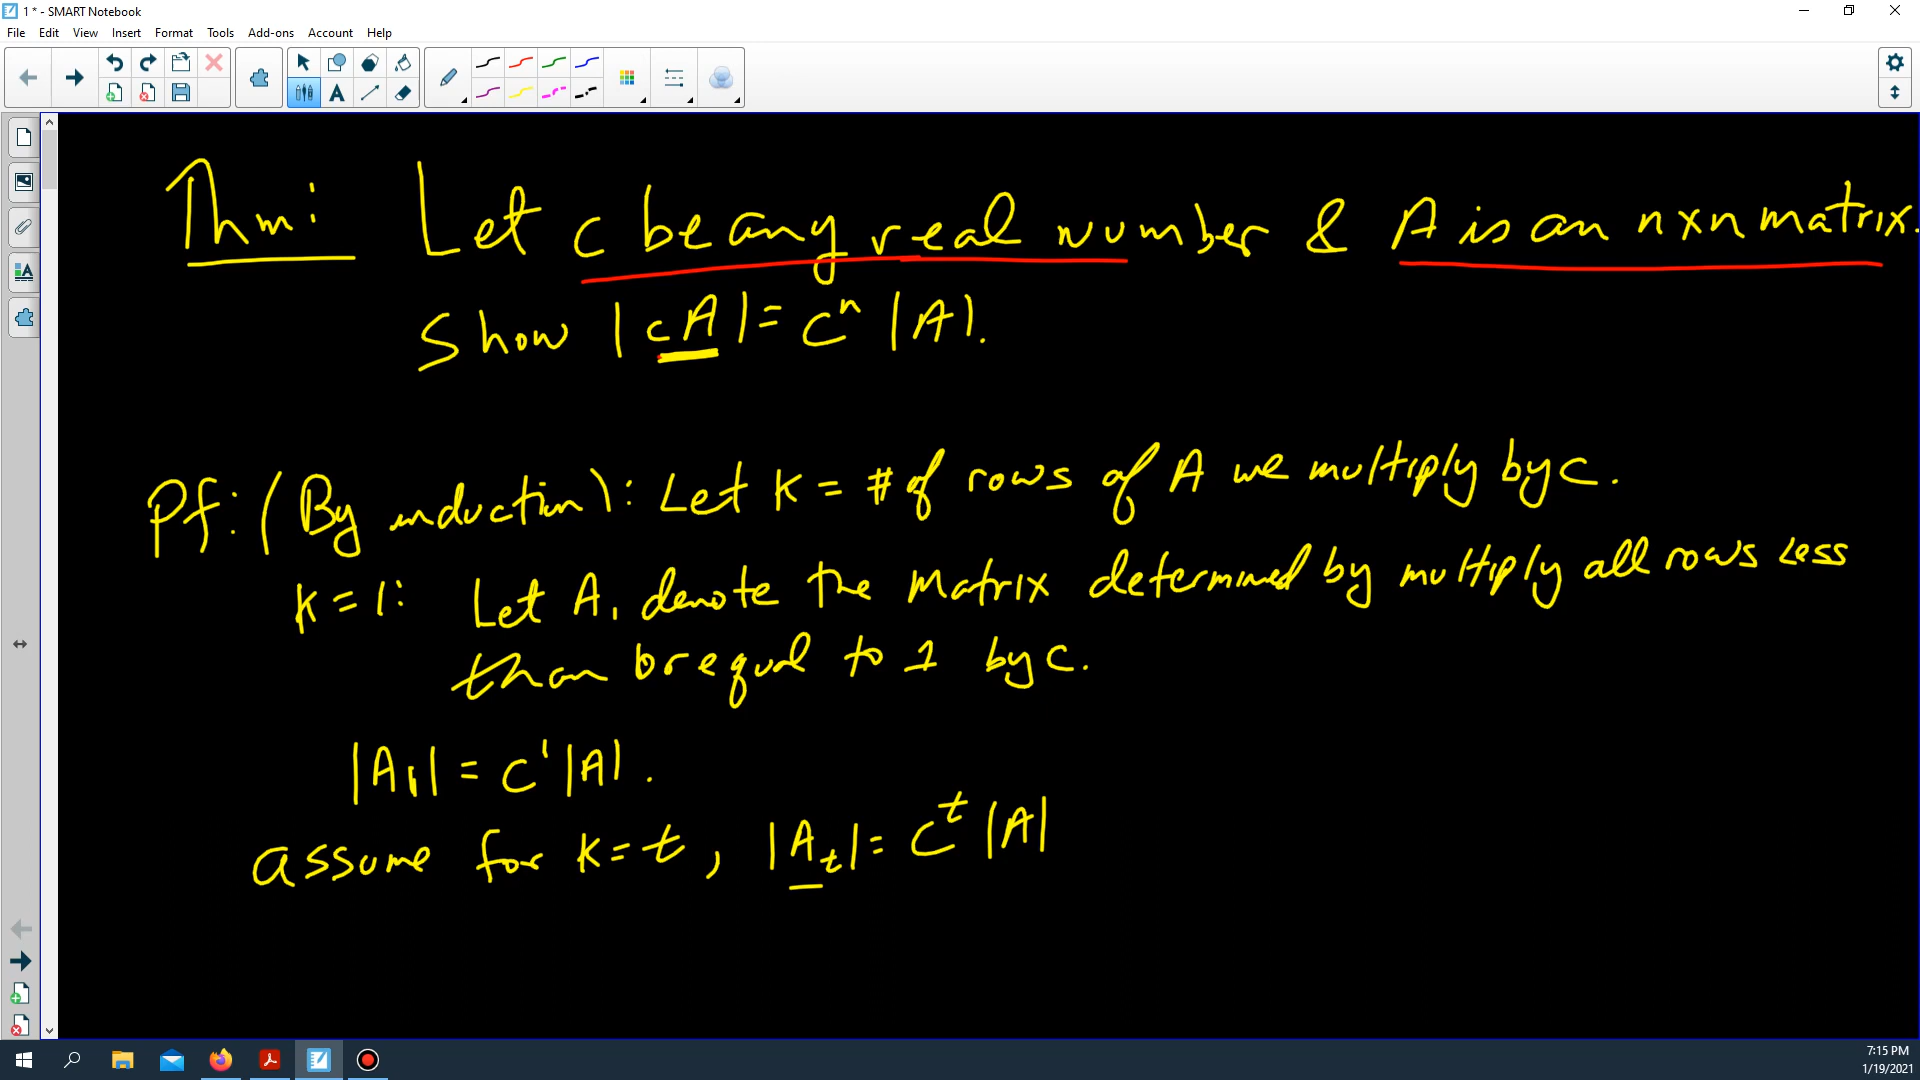 1 * - SMART Notebook
File Edit View Insert Format Tools Add-ons Account Help
Thm: Let c be any real number & A is an nxn matrix.
Show |cA| = cⁿ |A|.
Pf: (By induction): Let K = # of rows of A we multiply by c.
k=1: Let A₁ denote the matrix determined by multiply all rows less
than or equal to 1 by c.
|A₁| = c¹|A|.
assume for k=t, |Aₜ| = cᵗ |A|
7:15 PM
1/19/2021